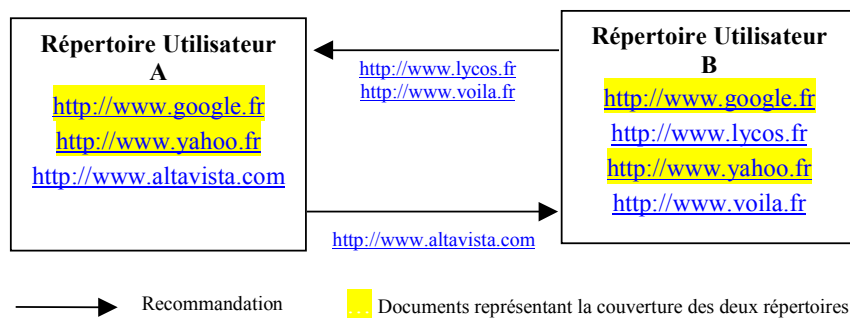 Répertoire Utilisateur
A
http://www.google.fr
http://www.yahoo.fr
http://www.altavista.com
http://www.lycos.fr
http://www.voila.fr
http://www.altavista.com
Répertoire Utilisateur
B
http://www.google.fr
http://www.lycos.fr
http://www.yahoo.fr
http://www.voila.fr
Recommandation
... Documents représentant la couverture des deux répertoires